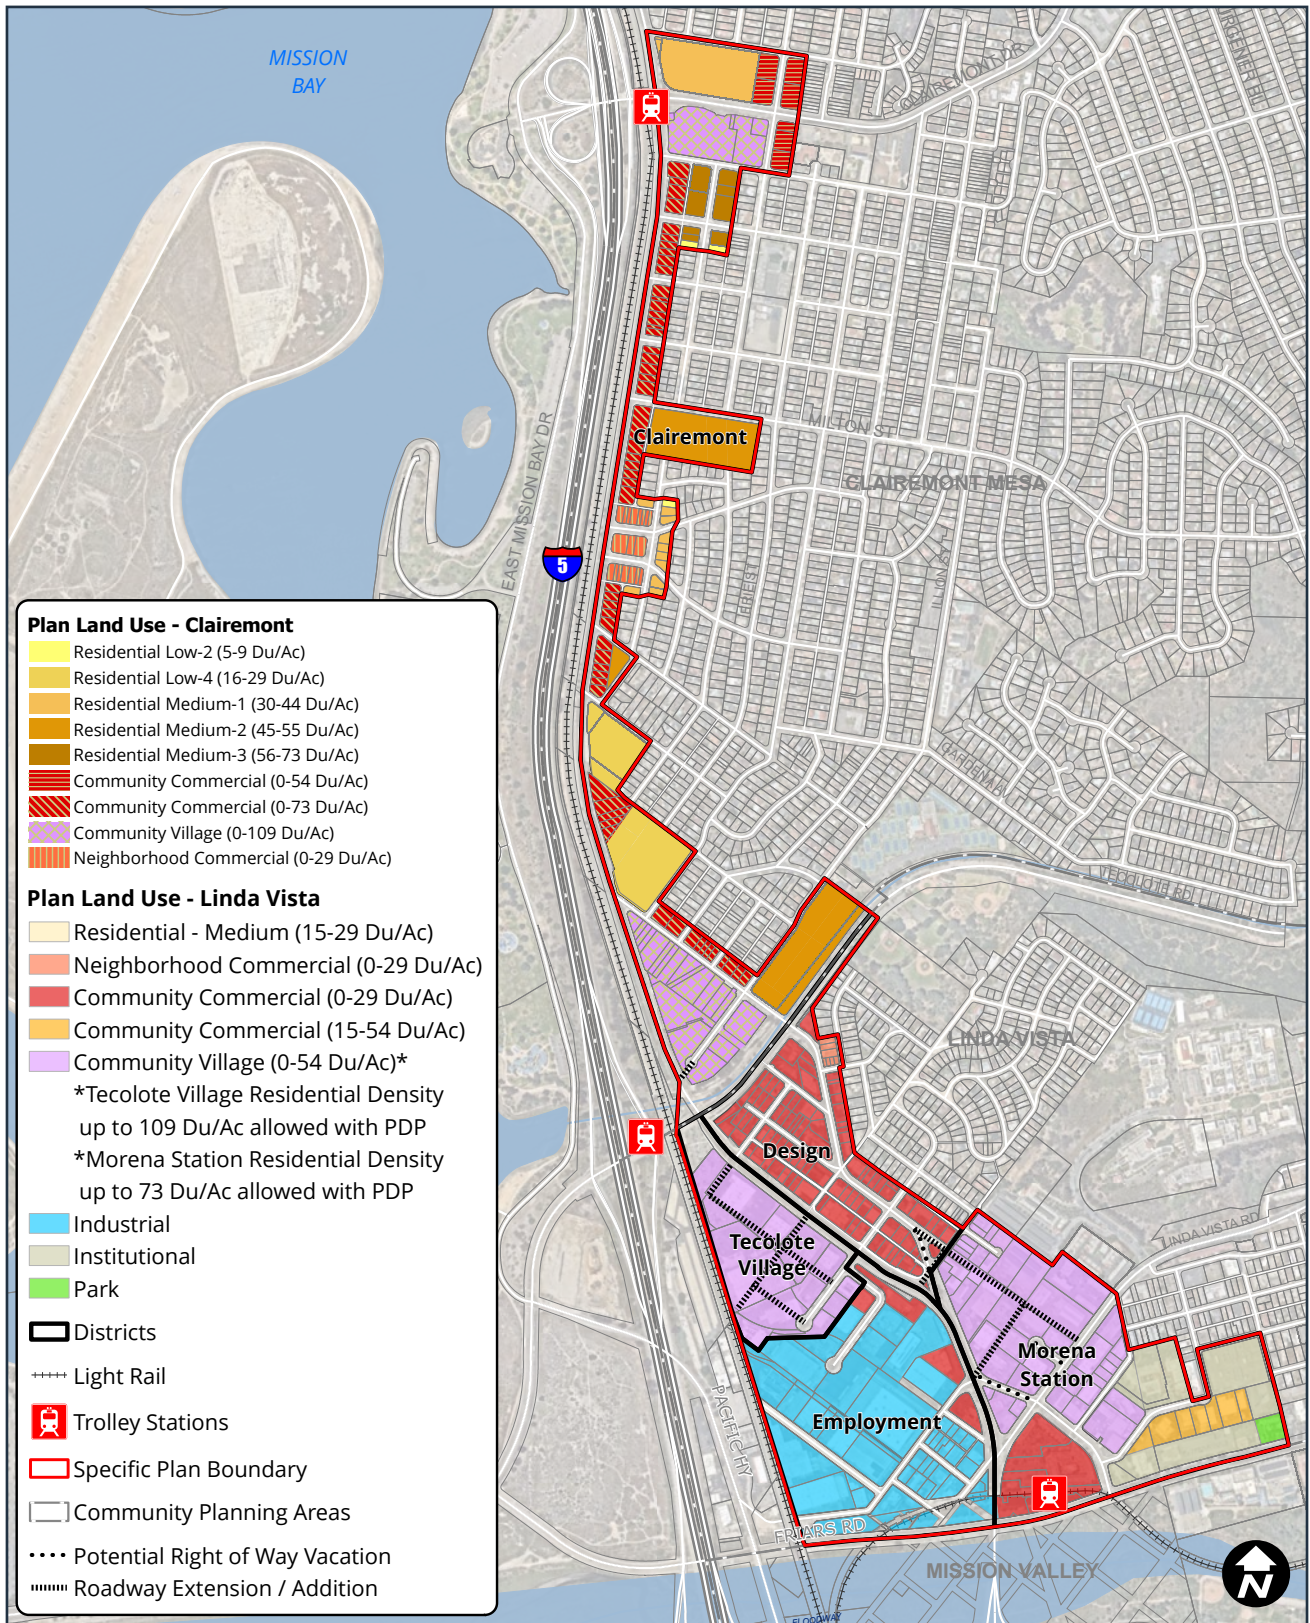 MISSION
BAY
CLAIREMONT DR
EAST MISSION BAY DR
5
Clairemont
MILTON ST
CLAIREMONT MESA
GARDENA AV
TECOLOTE RD
LINDA VISTA
LINDA VISTA RD
Design
Tecolote
Village
Morena
Station
Employment
PACIFIC HY
FRIARS RD
MISSION VALLEY
FLOODWAY
N
Plan Land Use - Clairemont
Residential Low-2 (5-9 Du/Ac)
Residential Low-4 (16-29 Du/Ac)
Residential Medium-1 (30-44 Du/Ac)
Residential Medium-2 (45-55 Du/Ac)
Residential Medium-3 (56-73 Du/Ac)
Community Commercial (0-54 Du/Ac)
Community Commercial (0-73 Du/Ac)
Community Village (0-109 Du/Ac)
Neighborhood Commercial (0-29 Du/Ac)
Plan Land Use - Linda Vista
Residential - Medium (15-29 Du/Ac)
Neighborhood Commercial (0-29 Du/Ac)
Community Commercial (0-29 Du/Ac)
Community Commercial (15-54 Du/Ac)
Community Village (0-54 Du/Ac)*
*Tecolote Village Residential Density
up to 109 Du/Ac allowed with PDP
*Morena Station Residential Density
up to 73 Du/Ac allowed with PDP
Industrial
Institutional
Park
Districts
Light Rail
Trolley Stations
Specific Plan Boundary
Community Planning Areas
Potential Right of Way Vacation
Roadway Extension / Addition